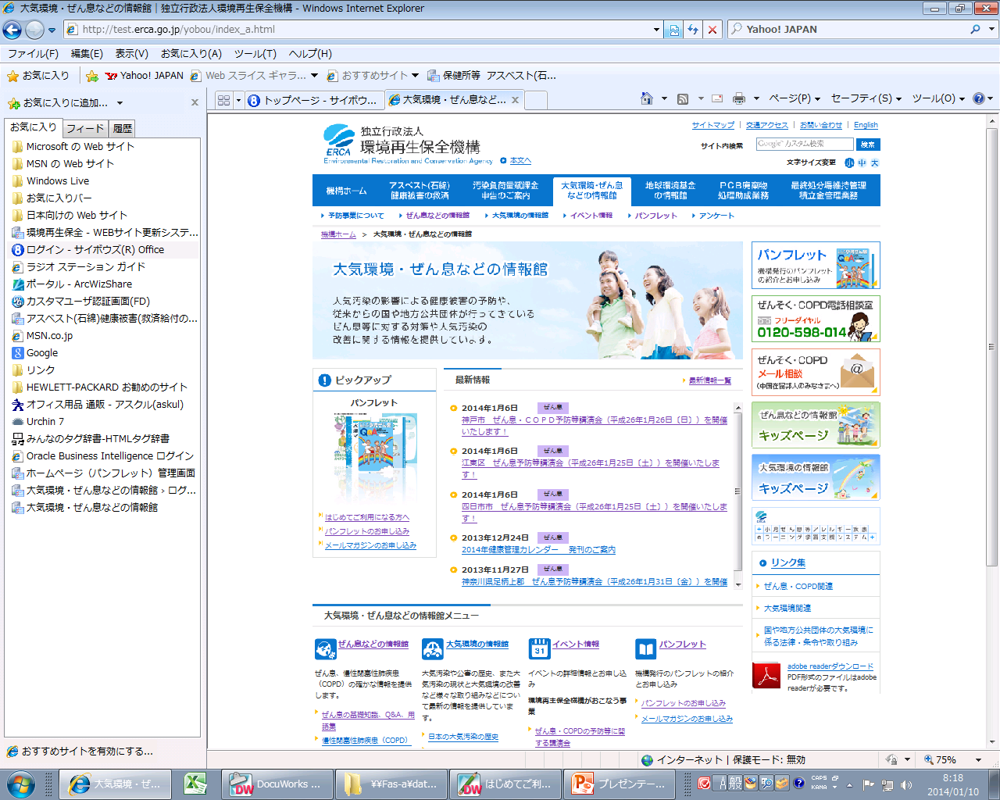 大気環境・ぜん息などの情報館 | 独立行政法人環境再生保全機構 - Windows Internet Explorer
http://test.erca.go.jp/yobou/index_a.html
Yahoo! JAPAN
ファイル(F) 編集(E) 表示(V) お気に入り(A) ツール(T) ヘルプ(H)
お気に入り Yahoo! JAPAN Web スライス ギャラ... おすすめサイト 保健所等 アスベスト(石...
お気に入りに追加...
トップページ - サイボウ... 大気環境・ぜん息など...
ページ(P) セーフティ(S) ツール(O)
お気に入り フィード 履歴
Microsoft の Web サイト
MSN の Web サイト
Windows Live
お気に入りバー
日本向けの Web サイト
環境再生保全 - WEBサイト更新システ...
ログイン - サイボウズ(R) Office
ラジオ ステーション ガイド
ポータル - ArcWizShare
カスタマユーザ認証画面(FD)
アスベスト(石綿)健康被害(救済給付の...
MSN.co.jp
Google
リンク
HEWLETT-PACKARD お勧めのサイト
オフィス用品 通販 - アスクル(askul)
Urchin 7
みんなのタグ辞書-HTMLタグ辞書
Oracle Business Intelligence ログイン
ホームページ（パンフレット）管理画面
大気環境・ぜん息などの情報館 › ログ...
大気環境・ぜん息などの情報館
おすすめサイトを有効にする...
ERCA
独立行政法人
環境再生保全機構
Environmental Restoration and Conservation Agency
本文へ
サイトマップ | 交通アクセス | お問い合わせ | English
サイト内検索 Google™ カスタム検索 検索
文字サイズ変更 小 中 大
機構ホーム
アスベスト(石綿)
健康被害の救済
汚染負荷量賦課金
申告のご案内
大気環境・ぜん息
などの情報館
地球環境基金
の情報館
ＰＣＢ廃棄物
処理助成業務
最終処分場維持管理
積立金管理業務
予防事業について ぜん息などの情報館 大気環境の情報館 イベント情報 パンフレット アンケート
機構ホーム > 大気環境・ぜん息などの情報館
大気環境・ぜん息などの情報館
大気汚染の影響による健康被害の予防や、
従来からの国や地方公共団体が行ってきている
ぜん息等に対する対策や大気汚染の
改善に関する情報を提供しています。
ピックアップ
パンフレット
Q&A
はじめてご利用になる方へ
パンフレットのお申し込み
メールマガジンのお申し込み
最新情報
最新情報一覧
2014年1月6日 ぜん息
神戸市 ぜん息・ＣＯＰＤ予防等講演会（平成26年1月26日〔日〕）を開催
いたします！
2014年1月6日 ぜん息
江東区 ぜん息予防等講演会（平成26年1月25日〔土〕）を開催いたしま
す！
2014年1月6日 ぜん息
四日市市 ぜん息予防等講演会（平成26年1月25日〔土〕）を開催いたしま
す！
2013年12月24日 ぜん息
2014年健康管理カレンダー 発刊のご案内
2013年11月27日 ぜん息
神奈川県足柄上郡 ぜん息予防等講演会（平成26年1月31日〔金〕）を開催
大気環境・ぜん息などの情報館メニュー
ぜん息などの情報館
ぜん息、慢性閉塞性肺疾患
（COPD）の確かな情報を提供
します。
ぜん息の基礎知識、Q&A、用
語集
慢性閉塞性肺疾患（COPD）
大気環境の情報館
大気汚染や公害の歴史、また大
気汚染の現状と大気環境の改善
など様々な取り組みなどについ
て最新の情報を提供していま
す。
日本の大気汚染の歴史
31
イベント情報
イベントの詳細情報とお申し込
み
環境再生保全機構がおこなう事
業
ぜん息・COPDの予防等に関
する講演会
パンフレット
機構発行のパンフレットの紹介
とお申し込み
パンフレットのお申し込み
メールマガジンのお申し込み
パンフレット
機構発行のパンフレット
の紹介とお申し込み
ぜんそく・COPD電話相談室
フリーダイヤル
0120-598-014
ぜんそく・COPD
メール相談
(中国在留邦人のみなさまへ)
ぜん息などの情報館
キッズページ
大気環境の情報館
キッズページ
小児ぜん息等アレルギー疾患
eラーニング学習支援システム
リンク集
ぜん息・COPD関連
大気環境関連
国や地方公共団体の大気環境に
係る法律・条令や取り組み
adobe readerダウンロード
PDF形式のファイルはadobe
readerが必要です。
インターネット | 保護モード: 無効
75%
大気環境・ぜ...
DocuWorks ...
¥¥Fas-a¥dat...
はじめてご利...
プレゼンテー...
A 般
CAPS
KANA
8:18
2014/01/10